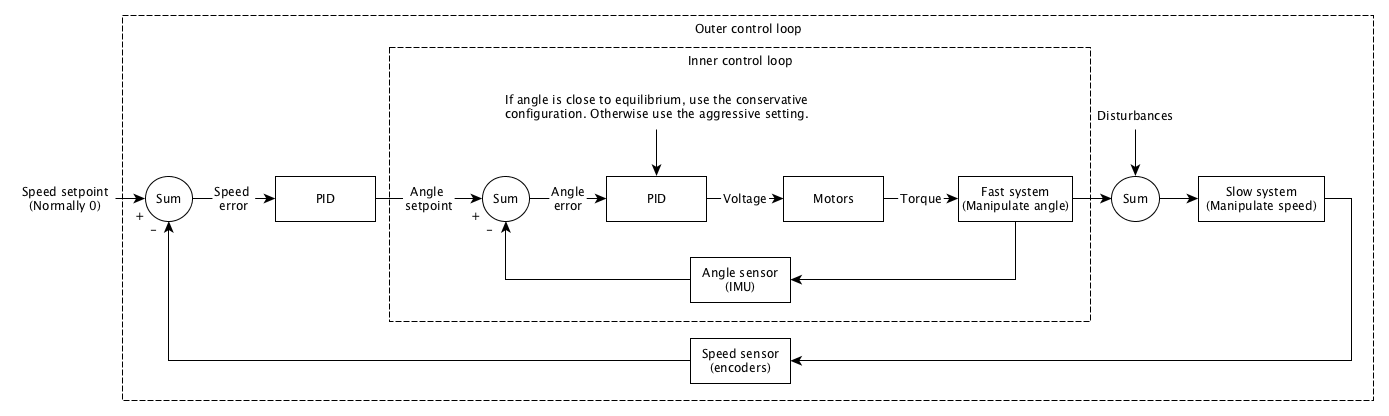 Outer control loop
Inner control loop
If angle is close to equilibrium, use the conservative
configuration. Otherwise use the aggressive setting.
Disturbances
Speed setpoint
(Normally 0)
Sum
+
–
Speed
error
PID
Angle
setpoint
Sum
+
–
Angle
error
PID
Voltage
Motors
Torque
Fast system
(Manipulate angle)
Sum
Slow system
(Manipulate speed)
Angle sensor
(IMU)
Speed sensor
(encoders)